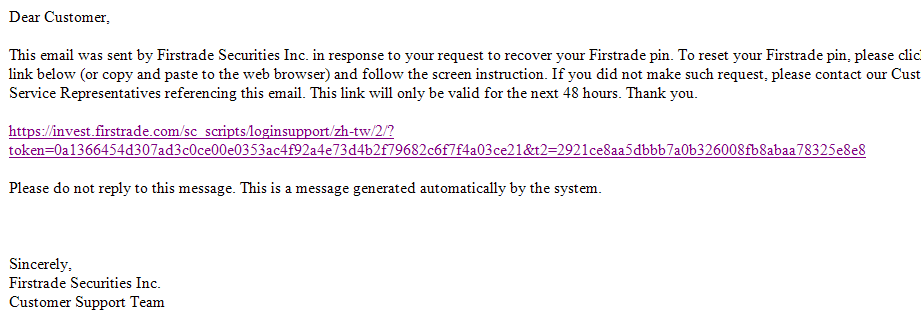 Dear Customer,
This email was sent by Firstrade Securities Inc. in response to your request to recover your Firstrade pin. To reset your Firstrade pin, please clic
link below (or copy and paste to the web browser) and follow the screen instruction. If you did not make such request, please contact our Cust
Service Representatives referencing this email. This link will only be valid for the next 48 hours. Thank you.
https://invest.firstrade.com/sc_scripts/loginsupport/zh-tw/2/?
token=0a1366454d307ad3c0ce00e0353ac4f92a4e73d4b2f79682c6f7f4a03ce21&t2=2921ce8aa5dbbb7a0b326008fb8abaa78325e8e8
Please do not reply to this message. This is a message generated automatically by the system.
Sincerely,
Firstrade Securities Inc.
Customer Support Team